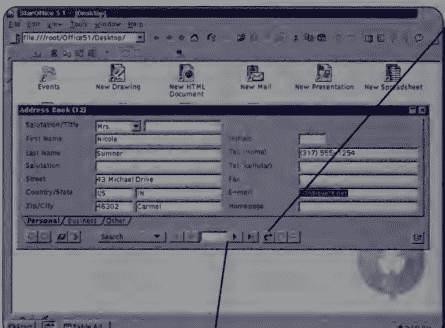 StarOffice 5.1 - [Desktop]
File Edit View Tools Window Help
file:///root/Office51/Desktop/
Events New Drawing New HTML Document New Mail New Presentation New Spreadsheet
Address Book (12)
Salutation/Title Mrs.
First Name Nicole Initials
Last Name Sumner Tel. (home) (317) 555-1254
Salutation Tel. (cellular)
Street 43 Michael Drive Fax
Country/State US IN E-mail
Zip/City 46302 Carmel Homepage
Personal / Business / Other
Search
Start